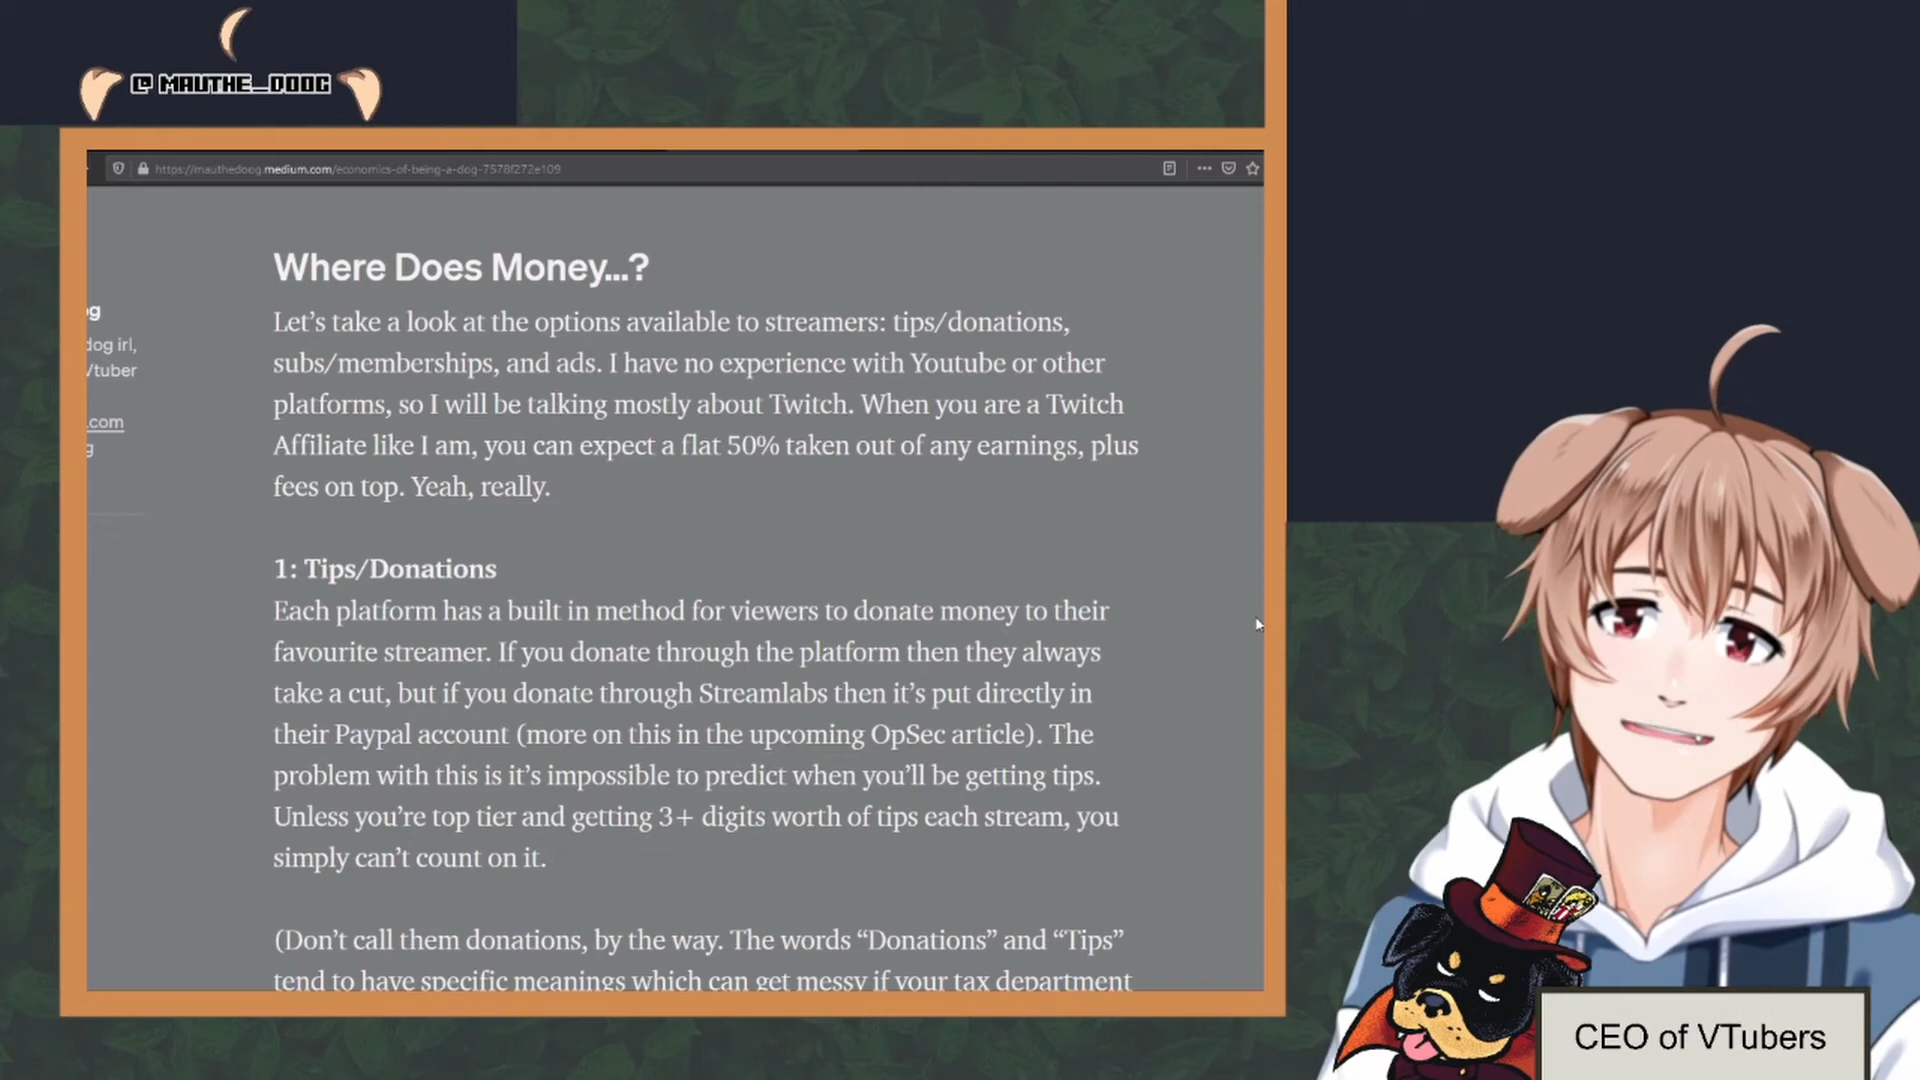 @ MAUTHE_DOOG
https://mauthedoog.medium.com/economics-of-being-a-dog-7578f272e109
Where Does Money...?
og
dog irl,
Vtuber
.com
g
Let's take a look at the options available to streamers: tips/donations,
subs/memberships, and ads. I have no experience with Youtube or other
platforms, so I will be talking mostly about Twitch. When you are a Twitch
Affiliate like I am, you can expect a flat 50% taken out of any earnings, plus
fees on top. Yeah, really.
1: Tips/Donations
Each platform has a built in method for viewers to donate money to their
favourite streamer. If you donate through the platform then they always
take a cut, but if you donate through Streamlabs then it's put directly in
their Paypal account (more on this in the upcoming OpSec article). The
problem with this is it's impossible to predict when you'll be getting tips.
Unless you're top tier and getting 3+ digits worth of tips each stream, you
simply can't count on it.
(Don't call them donations, by the way. The words “Donations” and “Tips”
tend to have specific meanings which can get messy if your tax department
CEO of VTubers